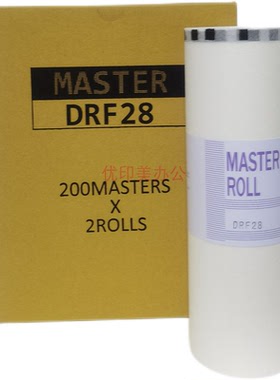 MASTER
DRF28
200MASTERS
优印美办公
X
2ROLLS
MASTER
ROLL
DRF28